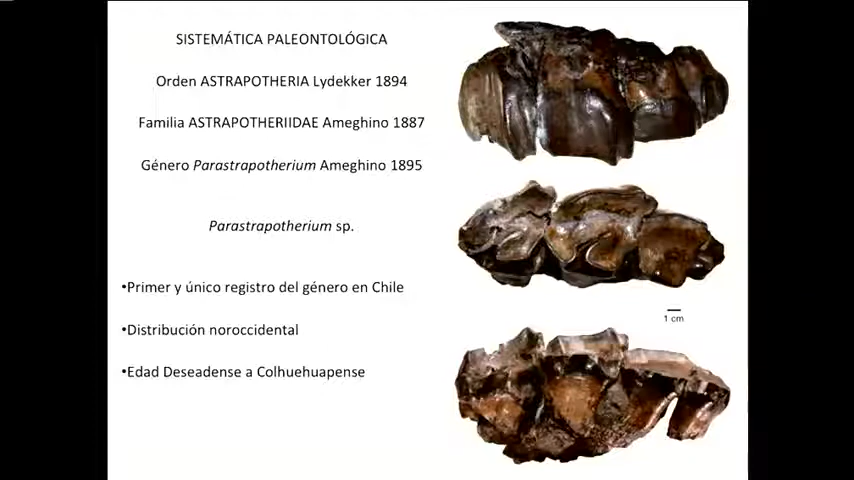 SISTEMÁTICA PALEONTOLÓGICA
Orden ASTRAPOTHERIA Lydekker 1894
Familia ASTRAPOTHERIIDAE Ameghino 1887
Género Parastrapotherium Ameghino 1895
Parastrapotherium sp.
•Primer y único registro del género en Chile
•Distribución noroccidental
•Edad Deseadense a Colhuehuapense
1 cm